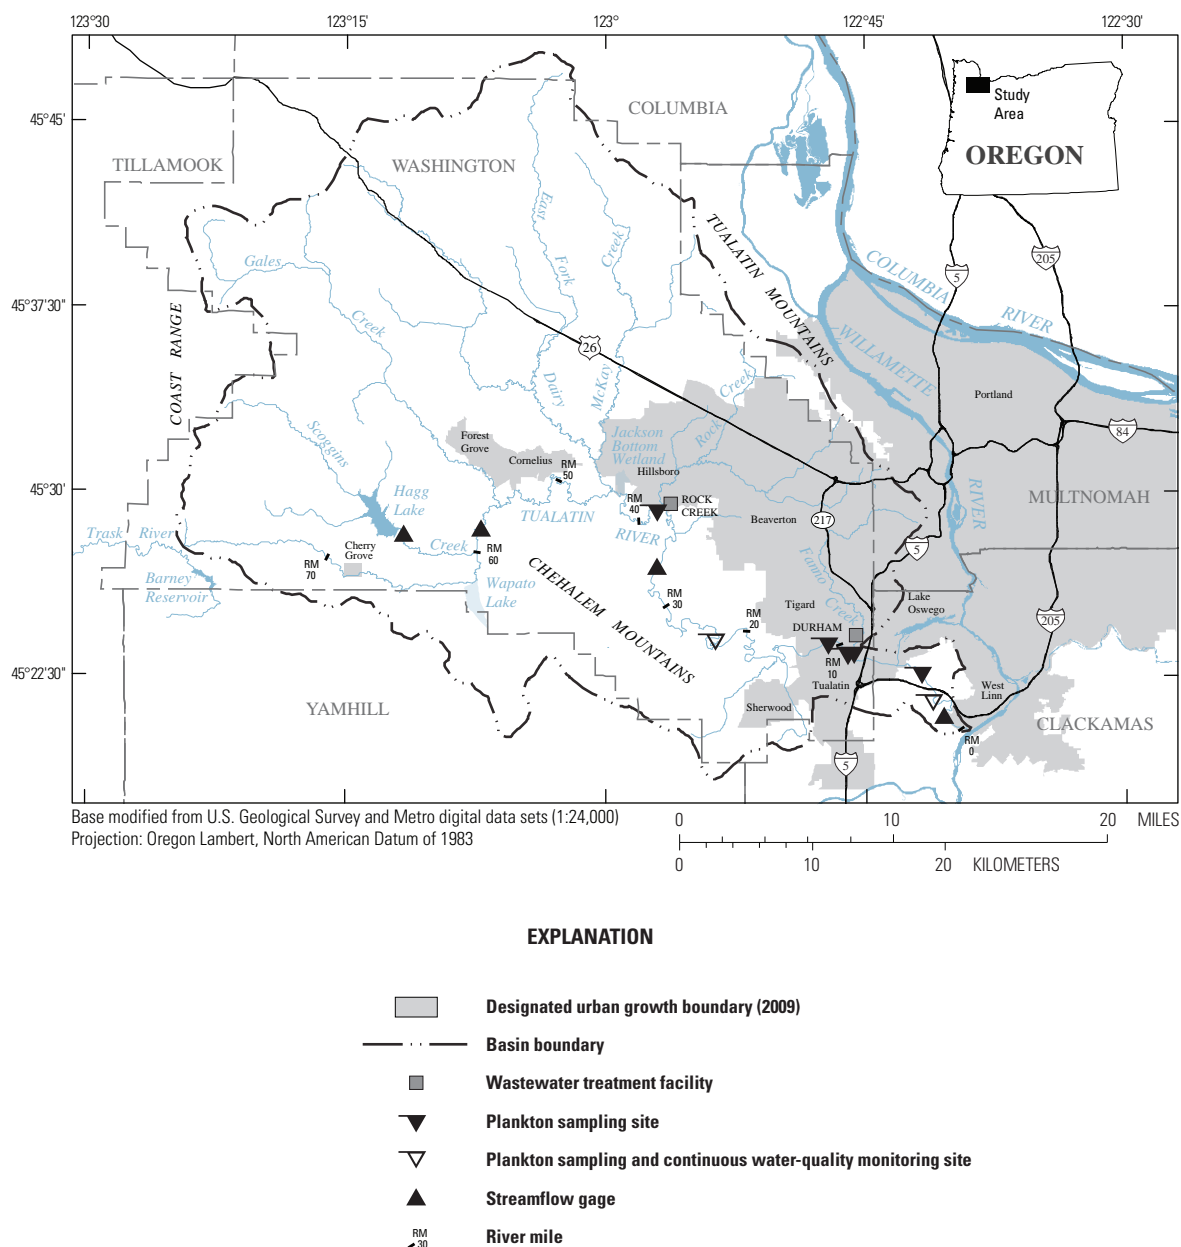 123°30'
123°15'
123°
122°45'
122°30'
45°45'
45°37'30"
45°30'
45°22'30"
COLUMBIA
Study
Area
OREGON
TILLAMOOK
WASHINGTON
East
Fork
Dairy
McKay
Creek
TUALATIN MOUNTAINS
Gales
Creek
COAST RANGE
26
5
205
COLUMBIA
RIVER
WILLAMETTE
RIVER
Portland
84
Rock
Creek
Jackson
Bottom
Wetland
Hillsboro
Forest
Grove
Cornelius
RM
50
Scoggins
Creek
Hagg
Lake
TUALATIN
RIVER
RM
40
ROCK
CREEK
Beaverton
217
MULTNOMAH
Trask River
Barney
Reservoir
RM
70
Cherry
Grove
RM
60
Wapato
Lake
CHEHALEM MOUNTAINS
RM
30
RM
20
Fanno
Creek
5
Tigard
DURHAM
Lake
Oswego
205
RM
10
Tualatin
Sherwood
West
Linn
RM
0
5
YAMHILL
CLACKAMAS
Base modified from U.S. Geological Survey and Metro digital data sets (1:24,000)
Projection: Oregon Lambert, North American Datum of 1983
0 10 20 MILES
0 10 20 KILOMETERS
EXPLANATION
Designated urban growth boundary (2009)
Basin boundary
Wastewater treatment facility
Plankton sampling site
Plankton sampling and continuous water-quality monitoring site
Streamflow gage
RM
30
River mile